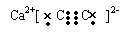 Ca²⁺[ ×̣ C⋮⋮C×̣ ]²⁻